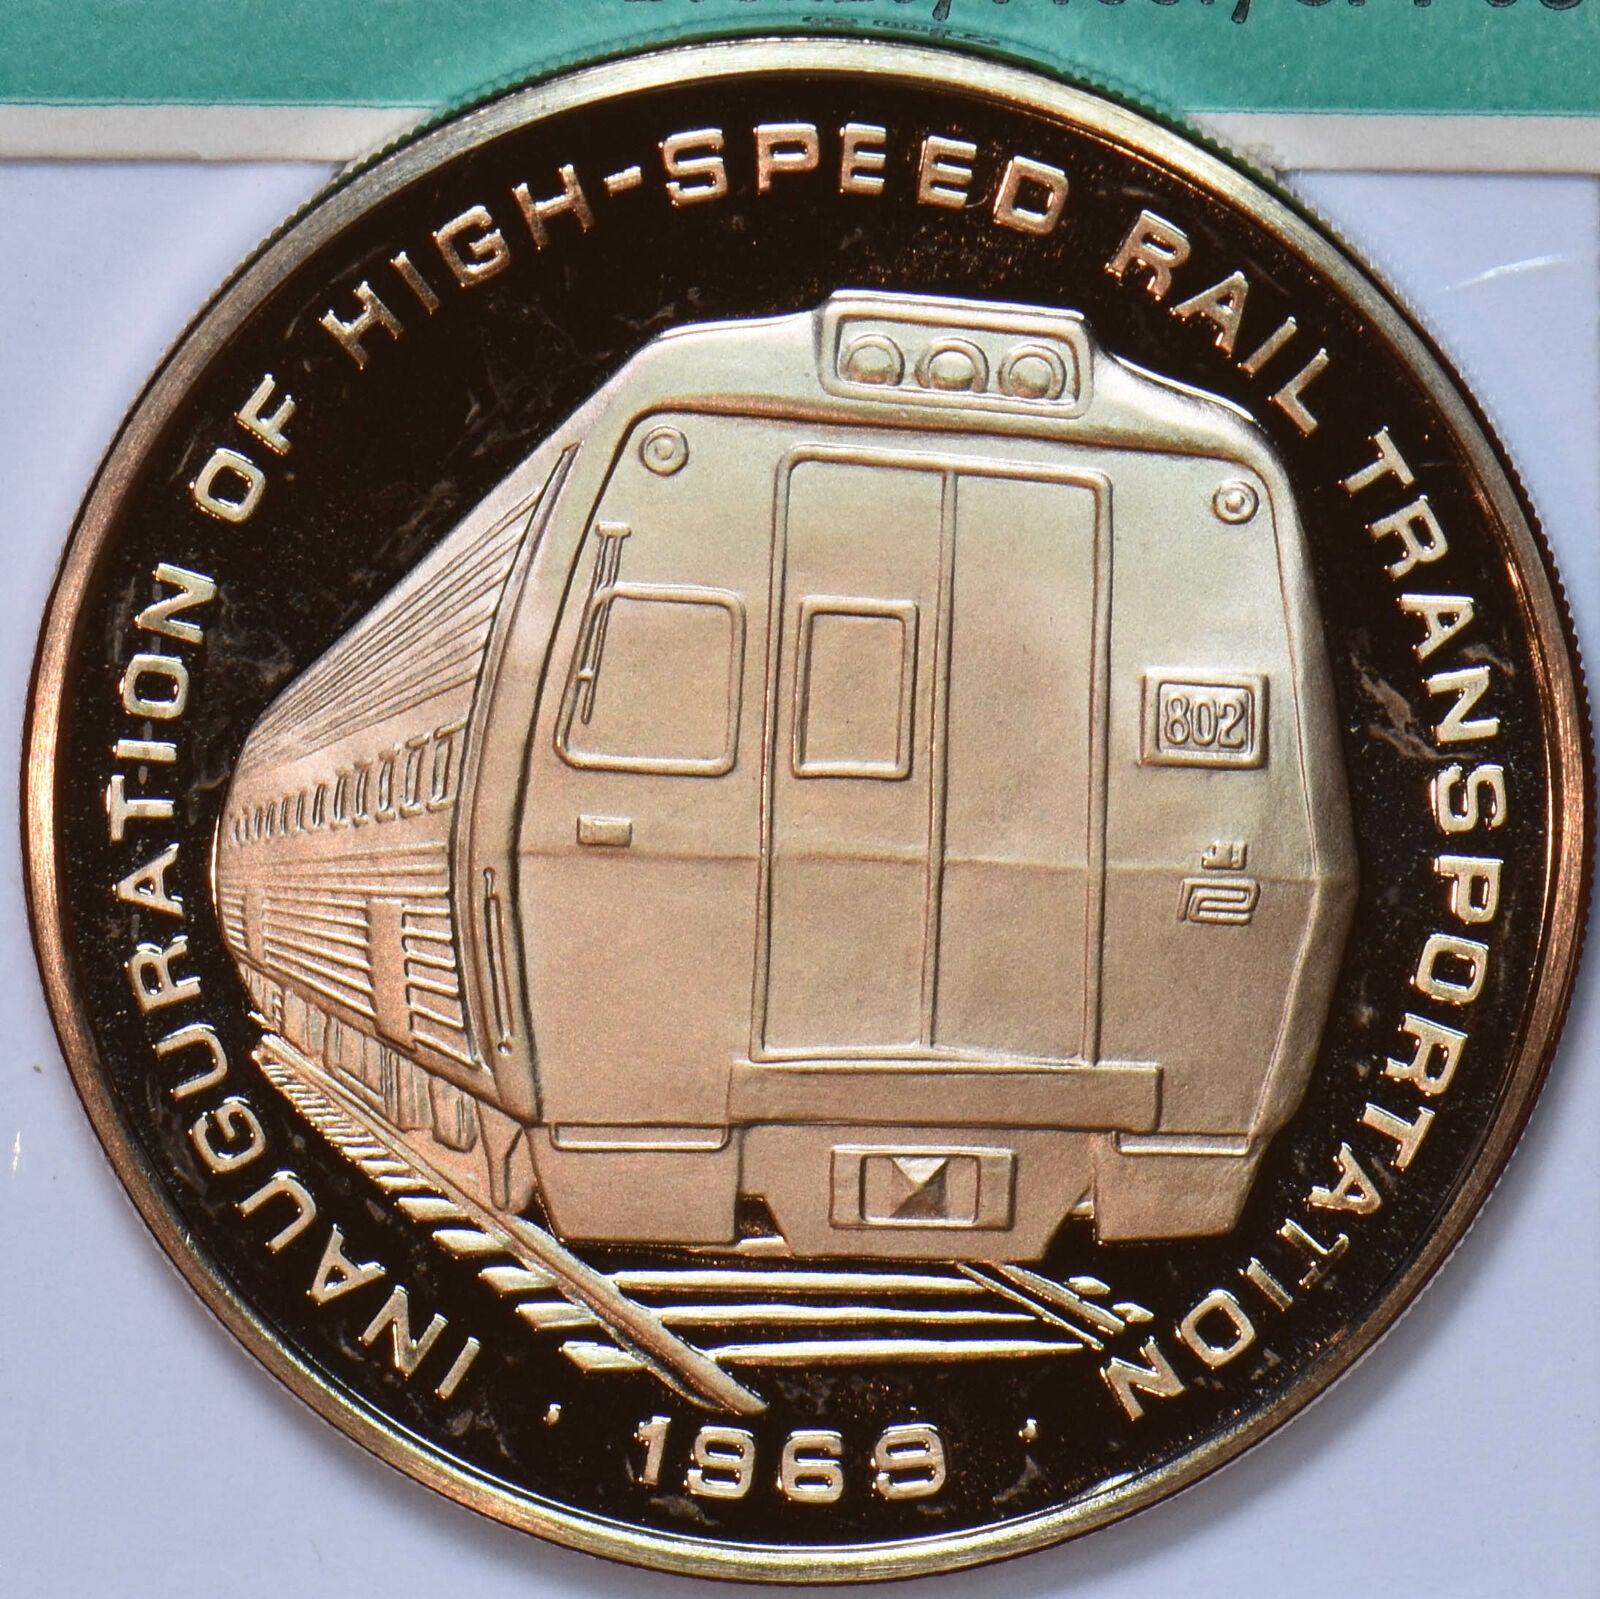 INAUGURATION OF HIGH-SPEED RAIL TRANSPORTATION
· 1969 ·
802